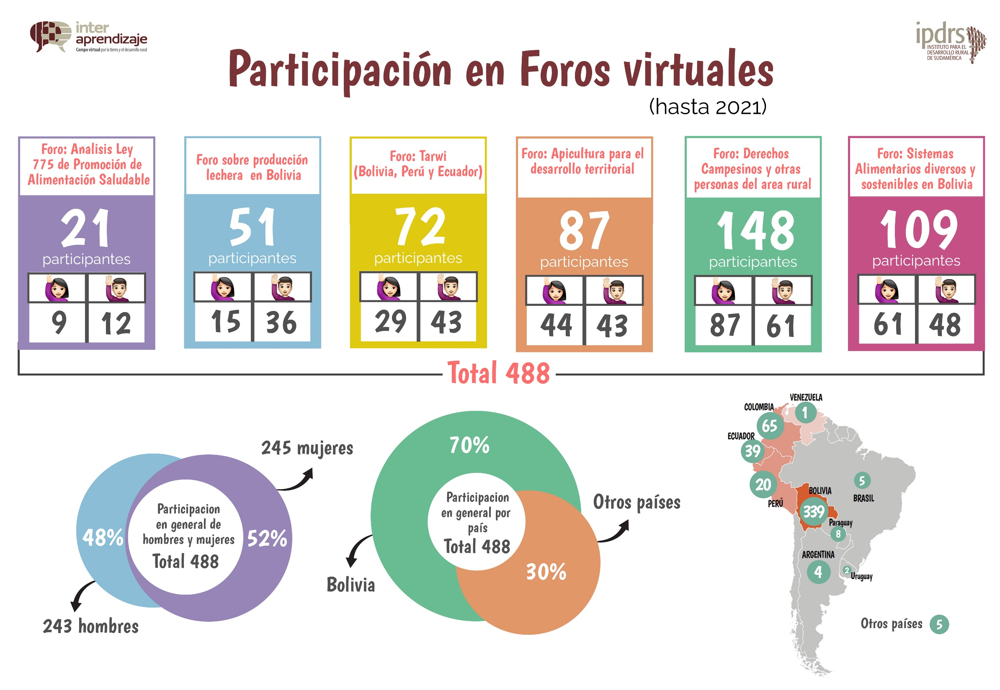 inter
aprendizaje
Campo virtual por la tierra y el desarrollo rural
ipdrs
INSTITUTO PARA EL
DESARROLLO RURAL
DE SUDAMÉRICA
Participación en Foros virtuales
(hasta 2021)
Foro: Analisis Ley
775 de Promoción de
Alimentación Saludable
21
participantes
9 12
Foro sobre producción
lechera en Bolivia
51
participantes
15 36
Foro: Tarwi
(Bolivia, Perú y Ecuador)
72
participantes
29 43
Foro: Apicultura para el
desarrollo territorial
87
participantes
44 43
Foro: Derechos
Campesinos y otras
personas del area rural
148
participantes
87 61
Foro: Sistemas
Alimentarios diversos y
sostenibles en Bolivia
109
participantes
61 48
Total 488
245 mujeres
48%
Participacion
en general de
hombres y mujeres
Total 488
52%
243 hombres
70%
Participacion
en general por
país
Total 488
30%
Otros países
Bolivia
VENEZUELA
1
COLOMBIA
65
ECUADOR
39
20
PERÚ
5
BRASIL
BOLIVIA
339
Paraguay
8
ARGENTINA
4
2
Uruguay
Otros países 5